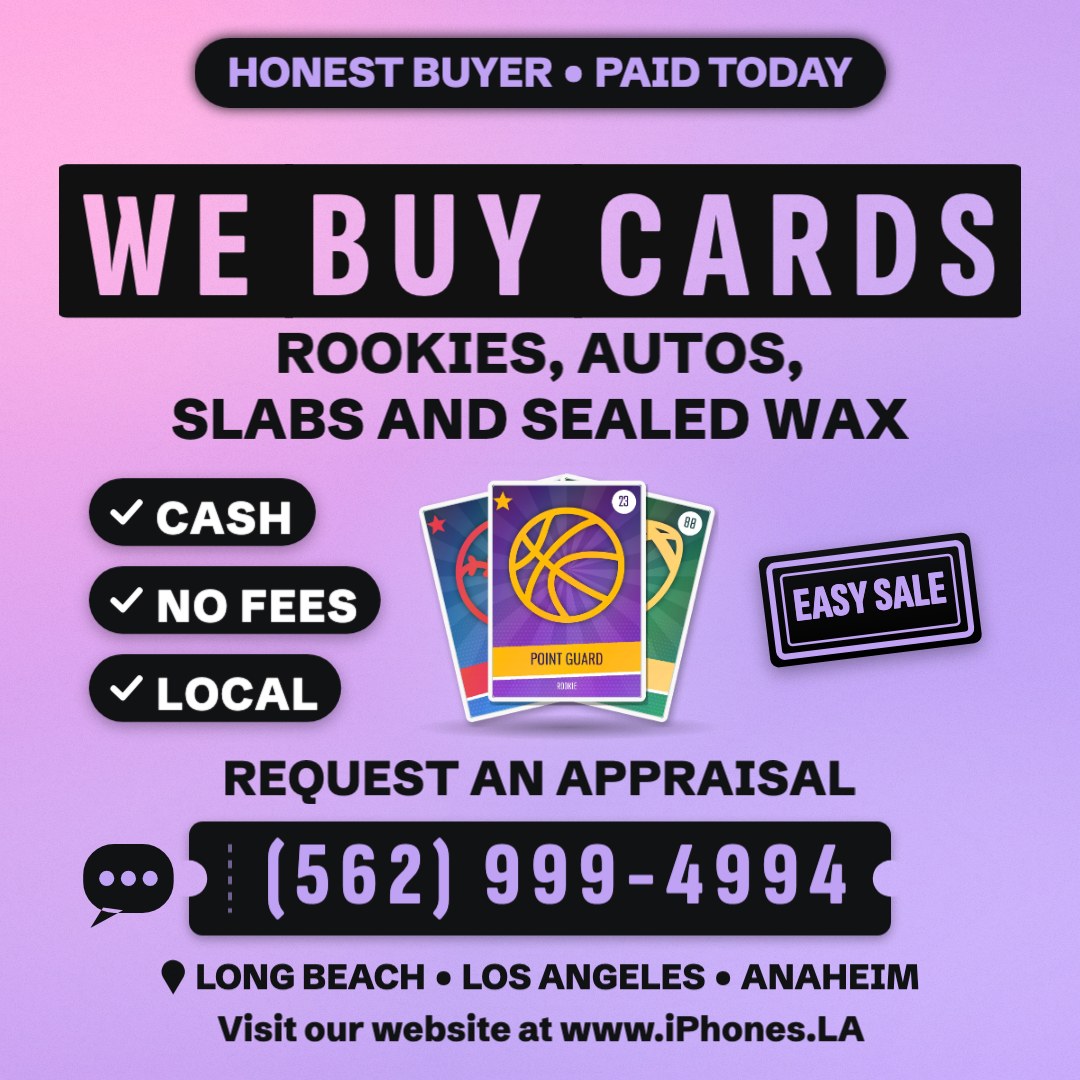 HONEST BUYER • PAID TODAY
WE BUY CARDS
ROOKIES, AUTOS,
SLABS AND SEALED WAX
CASH
NO FEES
LOCAL
23
88
POINT GUARD
ROOKIE
EASY SALE
REQUEST AN APPRAISAL
(562) 999-4994
LONG BEACH • LOS ANGELES • ANAHEIM
Visit our website at www.iPhones.LA